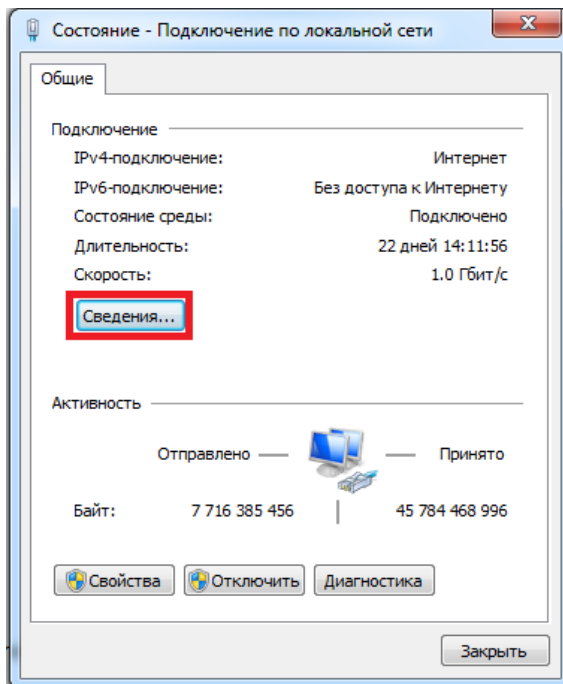 Состояние - Подключение по локальной сети
Общие
Подключение
IPv4-подключение: Интернет
IPv6-подключение: Без доступа к Интернету
Состояние среды: Подключено
Длительность: 22 дней 14:11:56
Скорость: 1.0 Гбит/с
Сведения...
Активность
Отправлено Принято
Байт: 7 716 385 456 45 784 468 996
Свойства Отключить Диагностика
Закрыть